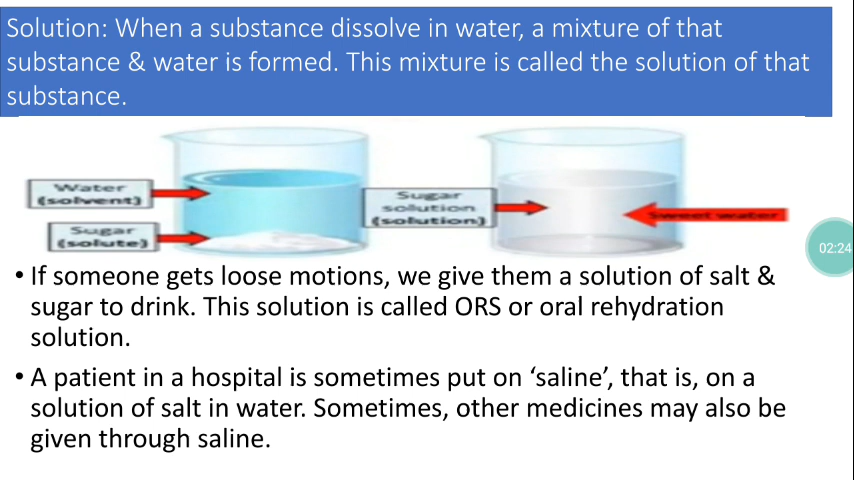 Solution: When a substance dissolve in water, a mixture of that
substance & water is formed. This mixture is called the solution of that
substance.
Water
(solvent)
Sugar
(solute)
Sugar
solution
(solution)
Sweet water
02:24
• If someone gets loose motions, we give them a solution of salt &
sugar to drink. This solution is called ORS or oral rehydration
solution.
• A patient in a hospital is sometimes put on ‘saline’, that is, on a
solution of salt in water. Sometimes, other medicines may also be
given through saline.